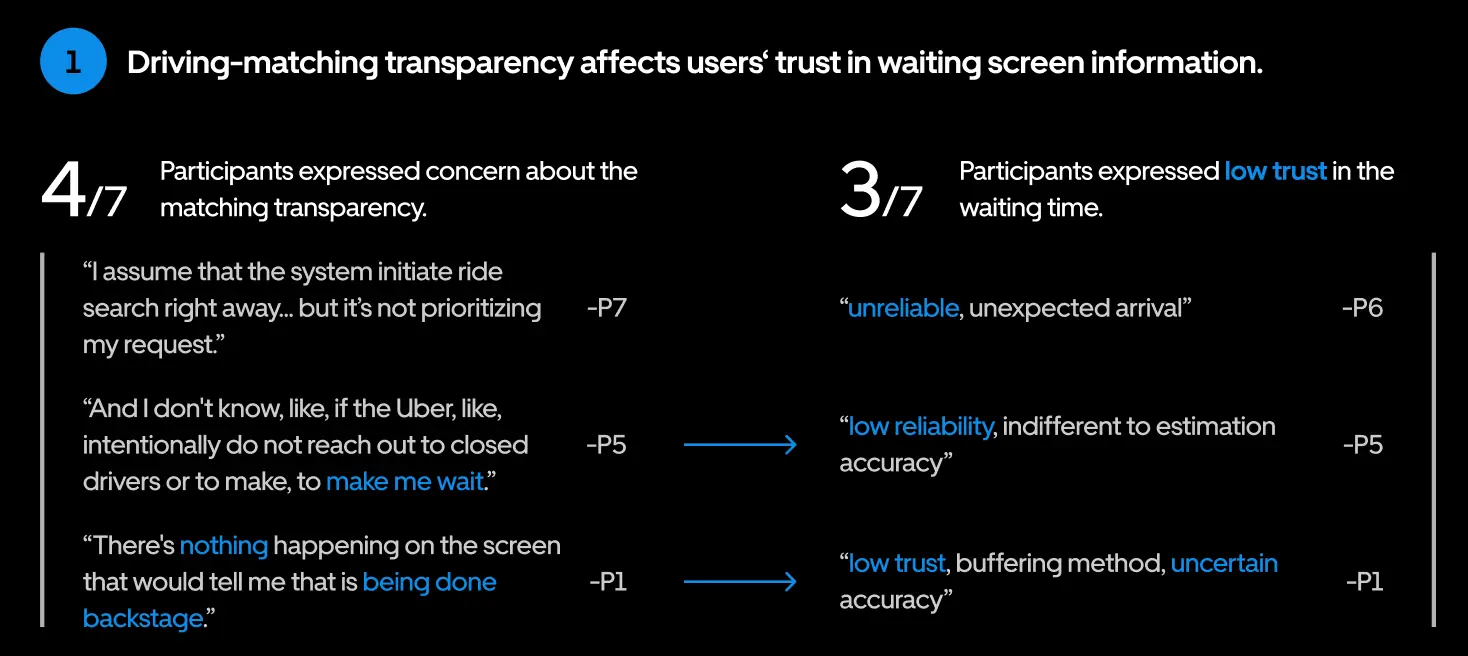 1
Driving-matching transparency affects users‘ trust in waiting screen information.
4/7
Participants expressed concern about the
matching transparency.
“I assume that the system initiate ride
search right away... but it’s not prioritizing
my request.”
-P7
“And I don't know, like, if the Uber, like,
intentionally do not reach out to closed
drivers or to make, to make me wait.”
-P5
“There's nothing happening on the screen
that would tell me that is being done
backstage.”
-P1
3/7
Participants expressed low trust in the
waiting time.
“unreliable, unexpected arrival”
-P6
“low reliability, indifferent to estimation
accuracy”
-P5
“low trust, buffering method, uncertain
accuracy”
-P1